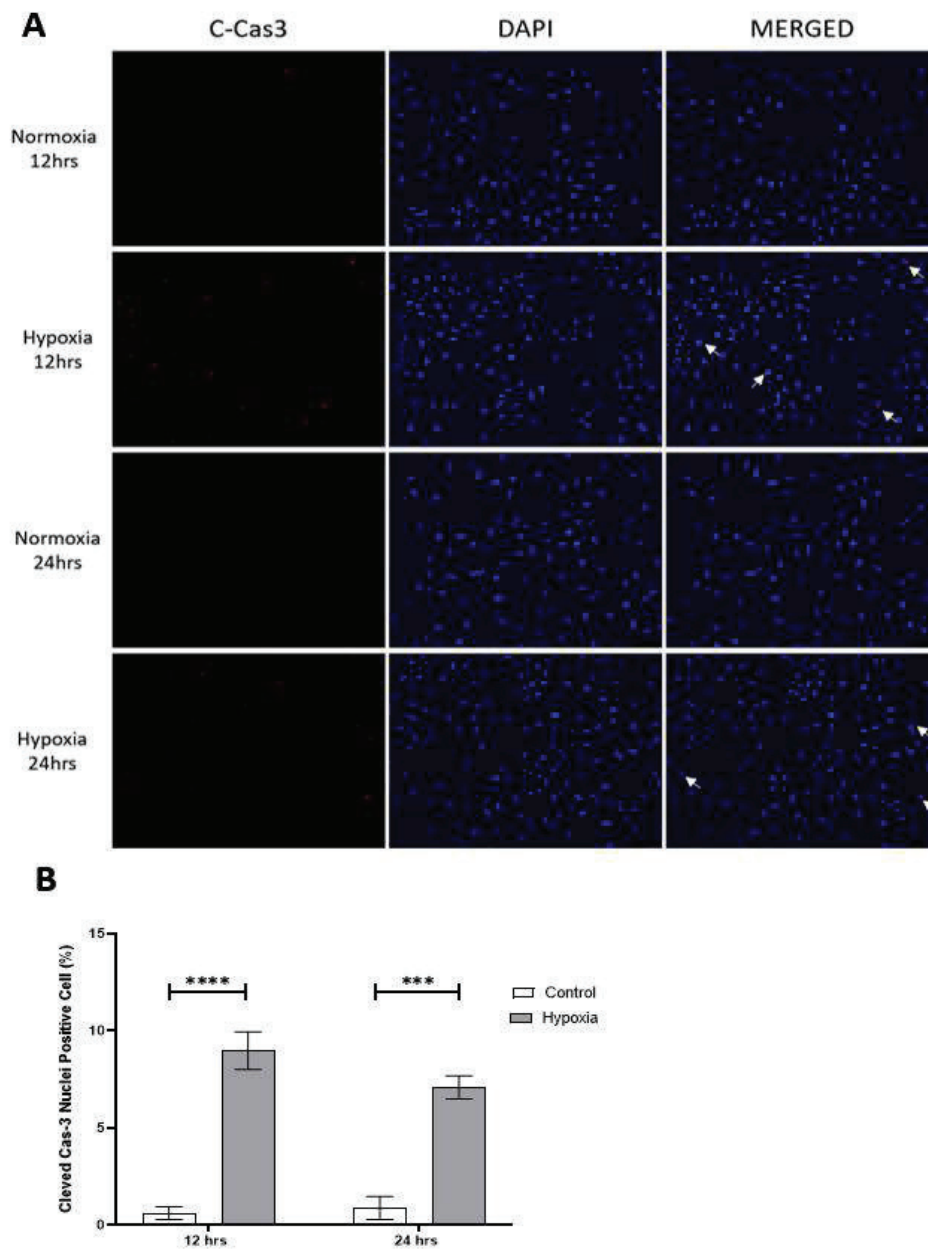 A
C-Cas3 DAPI MERGED
Normoxia
12hrs
Hypoxia
12hrs
Normoxia
24hrs
Hypoxia
24hrs
B
Cleved Cas-3 Nuclei Positive Cell (%)
15
10
5
0
****
***
Control
Hypoxia
12 hrs 24 hrs